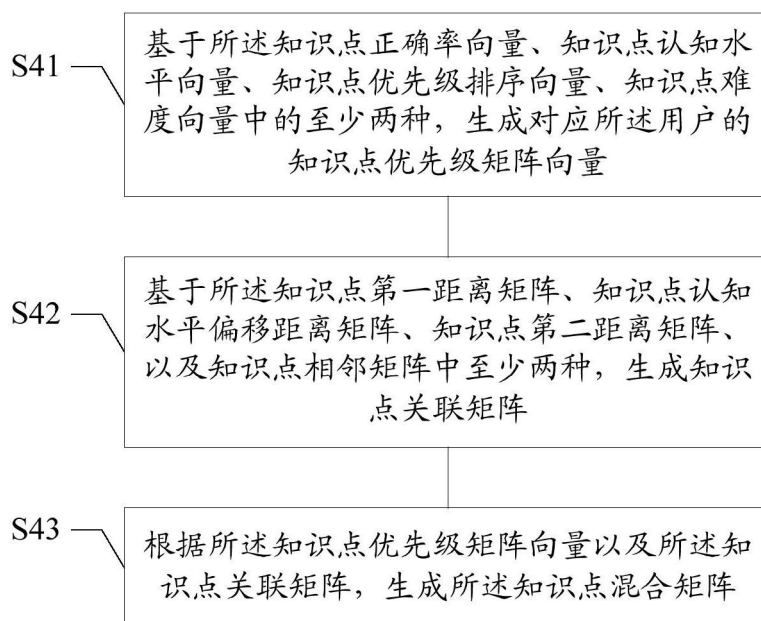 S41
基于所述知识点正确率向量、知识点认知水
平向量、知识点优先级排序向量、知识点难
度向量中的至少两种，生成对应所述用户的
知识点优先级矩阵向量
S42
基于所述知识点第一距离矩阵、知识点认知
水平偏移距离矩阵、知识点第二距离矩阵、
以及知识点相邻矩阵中至少两种，生成知识
点关联矩阵
S43
根据所述知识点优先级矩阵向量以及所述知
识点关联矩阵，生成所述知识点混合矩阵